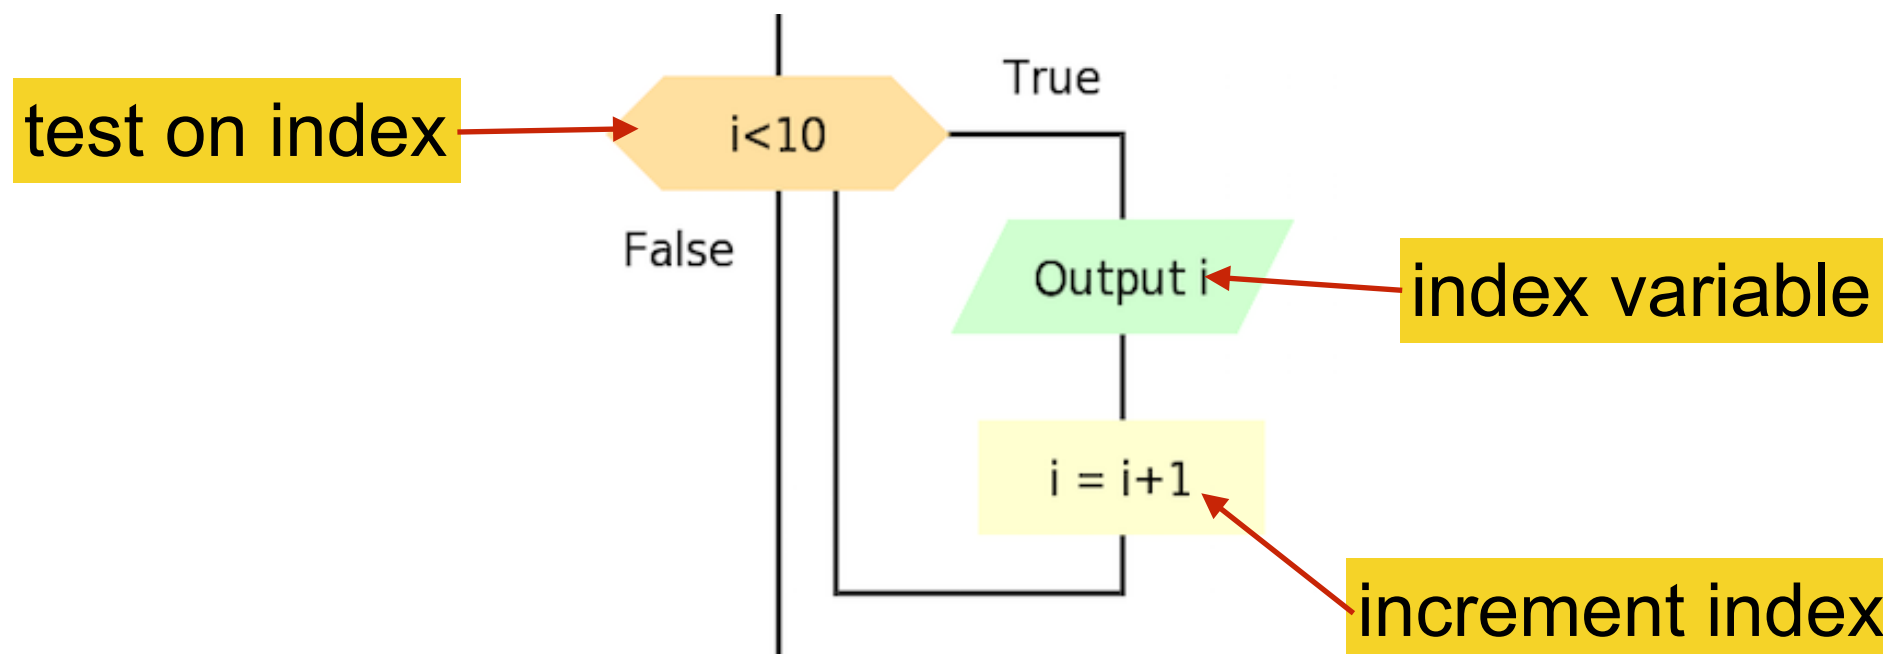 True
test on index
i<10
False
Output i
index variable
i = i+1
increment index